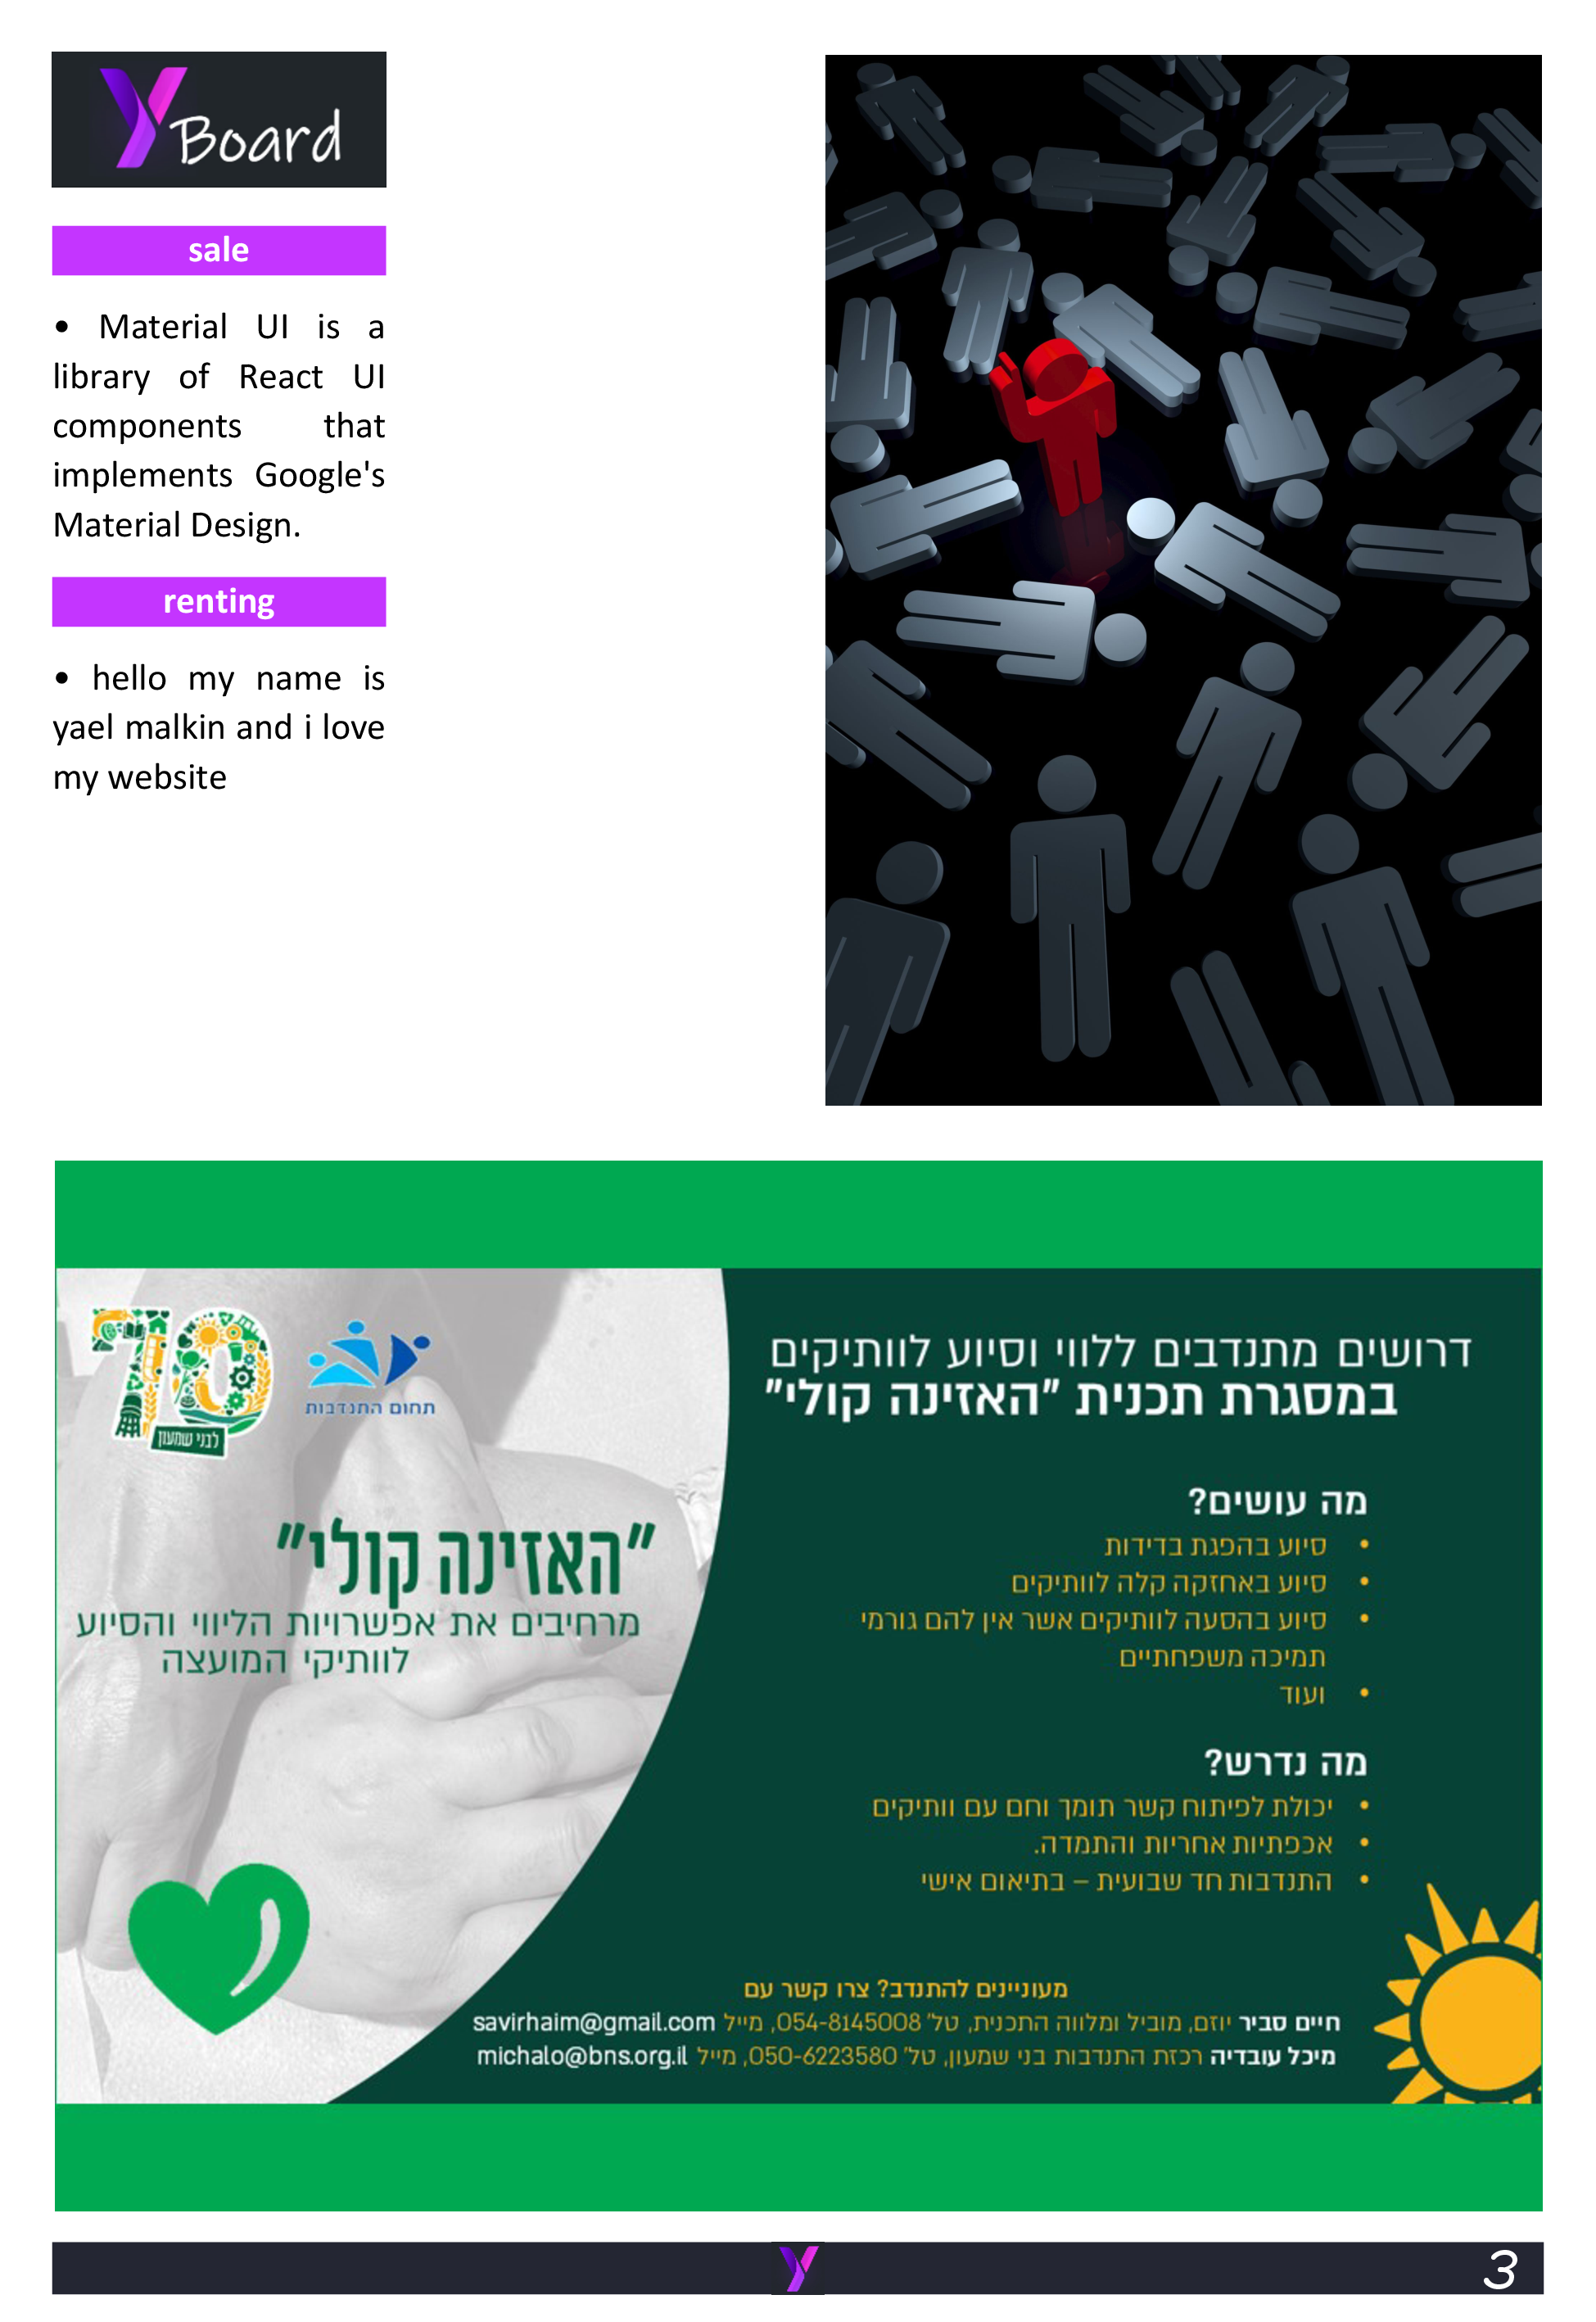 Y Board
sale
• Material UI is a
library of React UI
components that
implements Google's
Material Design.
renting
• hello my name is
yael malkin and i love
my website
70
לבני שמעון
תחום התנדבות
"האזינה קולי"
מרחיבים את אפשרויות הליווי והסיוע
לוותיקי המועצה
דרושים מתנדבים ללווי וסיוע לוותיקים
במסגרת תכנית "האזינה קולי"
מה עושים?
• סיוע בהפגת בדידות
• סיוע באחזקה קלה לוותיקים
• סיוע בהסעה לוותיקים אשר אין להם גורמי
תמיכה משפחתיים
• ועוד
מה נדרש?
• יכולת לפיתוח קשר תומך וחם עם וותיקים
• אכפתיות אחריות והתמדה.
• התנדבות חד שבועית – בתיאום אישי
מעוניינים להתנדב? צרו קשר עם
חיים סביר יוזם, מוביל ומלווה התכנית, טל' 054-8145008, מייל savirhaim@gmail.com
מיכל עובדיה רכזת התנדבות בני שמעון, טל' 050-6223580, מייל michalo@bns.org.il
Y
3